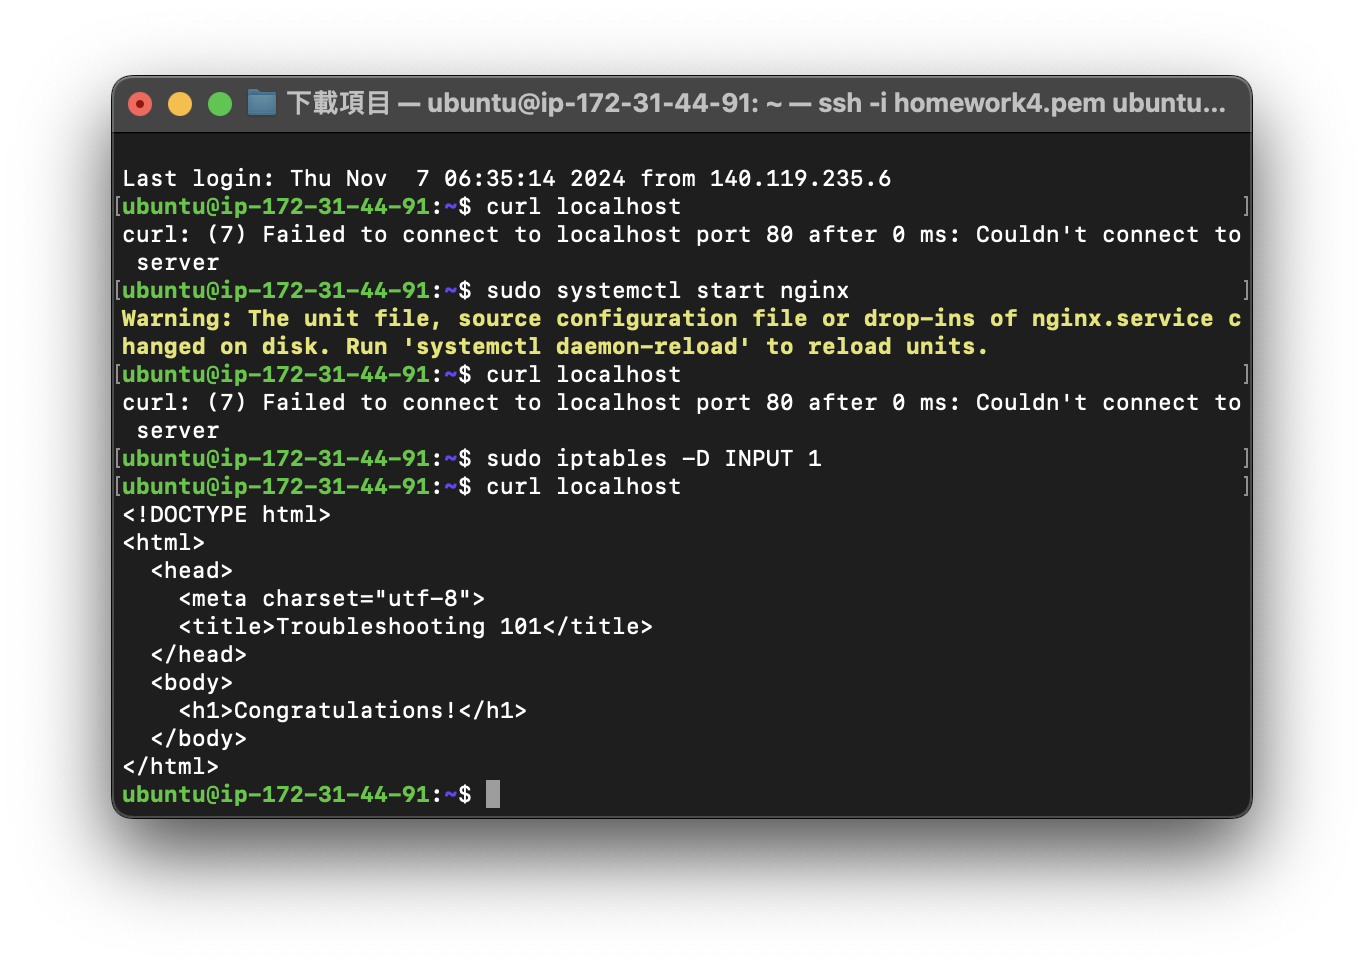 下載項目 — ubuntu@ip-172-31-44-91: ~ — ssh -i homework4.pem ubuntu...
Last login: Thu Nov  7 06:35:14 2024 from 140.119.235.6
[ubuntu@ip-172-31-44-91:~$ curl localhost ]
curl: (7) Failed to connect to localhost port 80 after 0 ms: Couldn't connect to
 server
[ubuntu@ip-172-31-44-91:~$ sudo systemctl start nginx ]
Warning: The unit file, source configuration file or drop-ins of nginx.service c
hanged on disk. Run 'systemctl daemon-reload' to reload units.
[ubuntu@ip-172-31-44-91:~$ curl localhost ]
curl: (7) Failed to connect to localhost port 80 after 0 ms: Couldn't connect to
 server
[ubuntu@ip-172-31-44-91:~$ sudo iptables -D INPUT 1 ]
[ubuntu@ip-172-31-44-91:~$ curl localhost ]
<!DOCTYPE html>
<html>
  <head>
    <meta charset="utf-8">
    <title>Troubleshooting 101</title>
  </head>
  <body>
    <h1>Congratulations!</h1>
  </body>
</html>
ubuntu@ip-172-31-44-91:~$